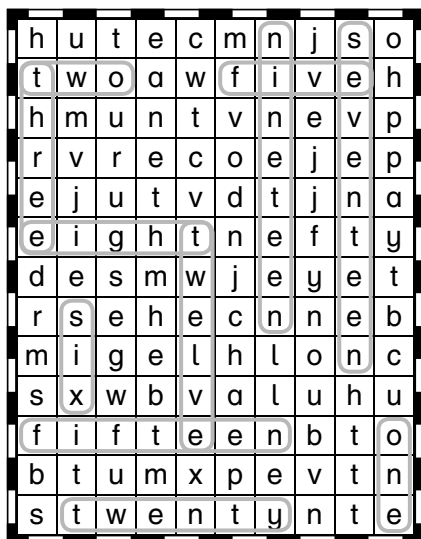 h u t e c m n j s o
t w o a w f i v e h
h m u n t v n e v p
r v r e c o e j e p
e j u t v d t j n a
e i g h t n e f t y
d e s m w j e y e t
r s e h e c n n e b
m i g e l h l o n c
s x w b v a l u h u
f i f t e e n b t o
b t u m x p e v t n
s t w e n t y n t e